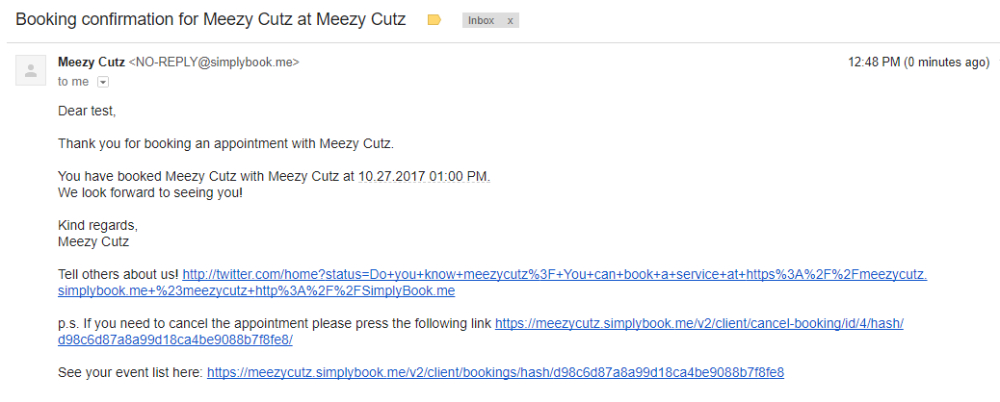 Booking confirmation for Meezy Cutz at Meezy Cutz Inbox x
Meezy Cutz <NO-REPLY@simplybook.me> 12:48 PM (0 minutes ago)
to me
Dear test,
Thank you for booking an appointment with Meezy Cutz.
You have booked Meezy Cutz with Meezy Cutz at 10.27.2017 01:00 PM.
We look forward to seeing you!
Kind regards,
Meezy Cutz
Tell others about us! http://twitter.com/home?status=Do+you+know+meezycutz%3F+You+can+book+a+service+at+https%3A%2F%2Fmeezycutz.
simplybook.me+%23meezycutz+http%3A%2F%2FSimplyBook.me
p.s. If you need to cancel the appointment please press the following link https://meezycutz.simplybook.me/v2/client/cancel-booking/id/4/hash/
d98c6d87a8a99d18ca4be9088b7f8fe8/
See your event list here: https://meezycutz.simplybook.me/v2/client/bookings/hash/d98c6d87a8a99d18ca4be9088b7f8fe8